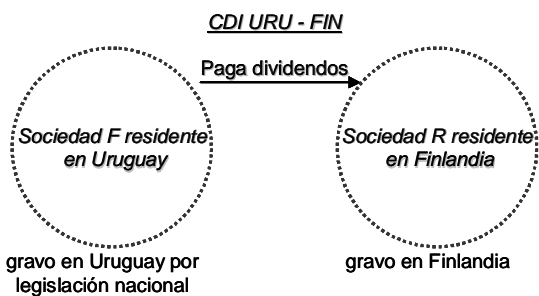 CDI URU - FIN
Paga dividendos
Sociedad F residente
en Uruguay
Sociedad R residente
en Finlandia
gravo en Uruguay por
legislación nacional
gravo en Finlandia